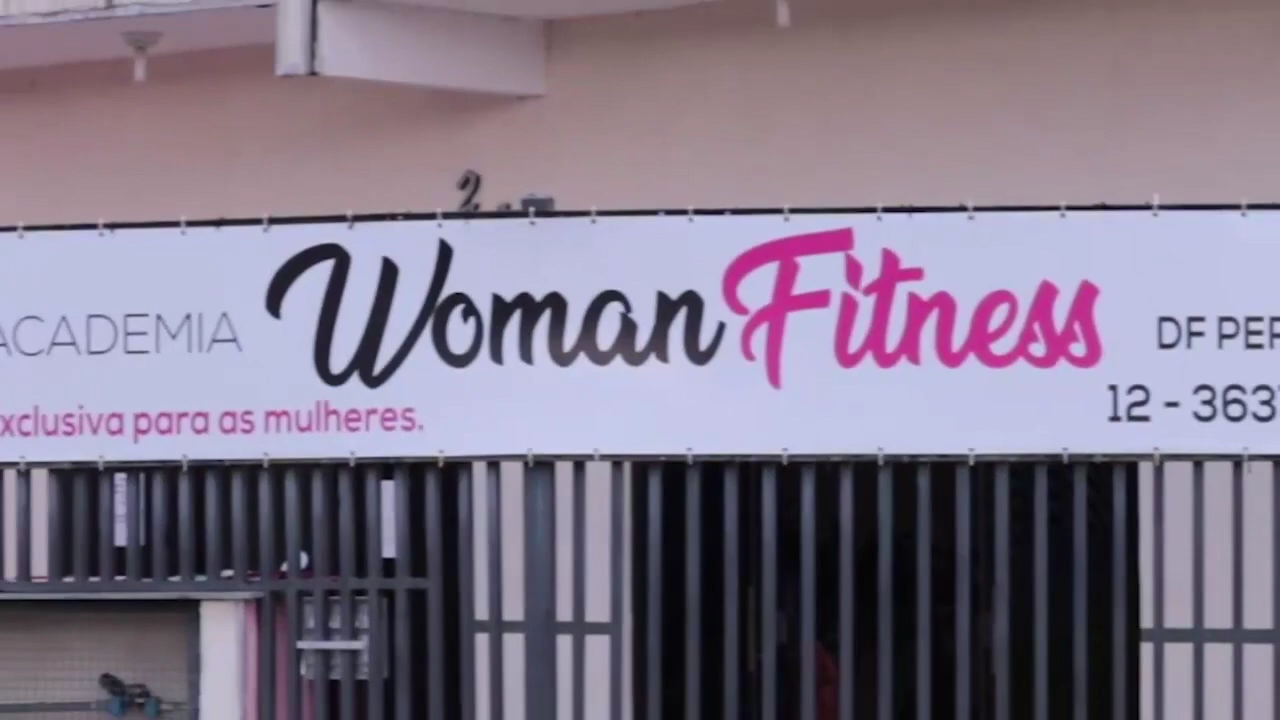 ACADEMIA Woman Fitness DF PER
xclusiva para as mulheres. 12 - 363